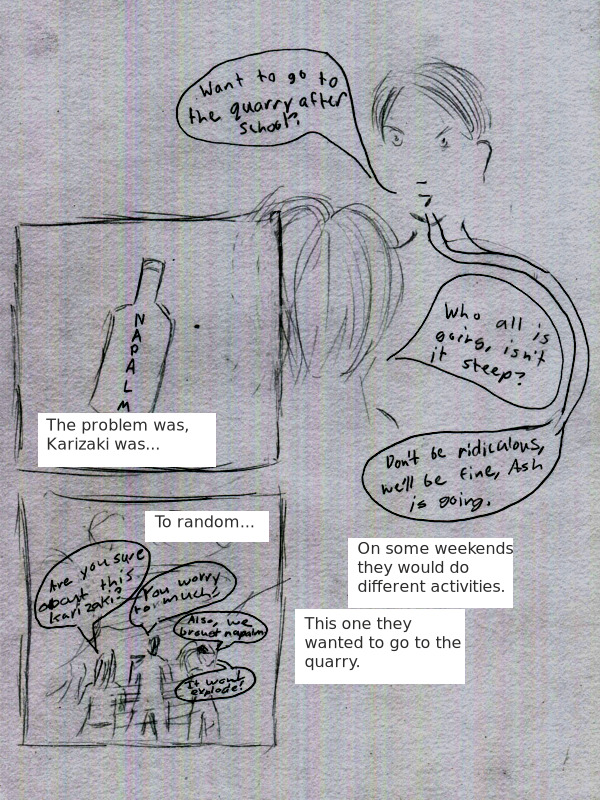 Want to go to
the quarry after
school?
Who all is
going, isn't
it steep?
Don't be ridiculous,
we'll be fine, Ash
is going.
NAPALM
The problem was,
Karizaki was...
On some weekends
they would do
different activities.
This one they
wanted to go to the
quarry.
To random...
Are you sure
about this
Karizaki?
You worry
to much!
Also, we
brought napalm
It wont
explode!